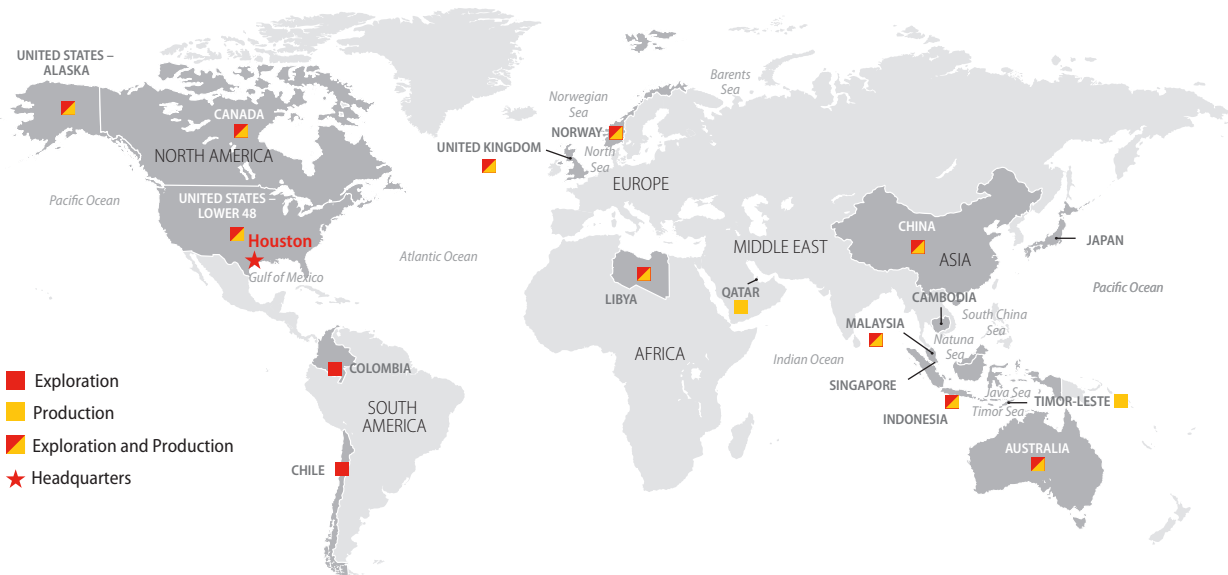 UNITED STATES –
ALASKA
CANADA
NORTH AMERICA
UNITED STATES –
LOWER 48
Houston
Gulf of Mexico
Pacific Ocean
Atlantic Ocean
Norwegian
Sea
Barents
Sea
NORWAY
North
Sea
UNITED KINGDOM
EUROPE
MIDDLE EAST
CHINA
ASIA
JAPAN
Pacific Ocean
LIBYA
QATAR
CAMBODIA
South China
Sea
MALAYSIA
Natuna
Sea
AFRICA
Indian Ocean
SINGAPORE
Java Sea
TIMOR-LESTE
Timor Sea
INDONESIA
AUSTRALIA
COLOMBIA
SOUTH
AMERICA
CHILE
Exploration
Production
Exploration and Production
Headquarters